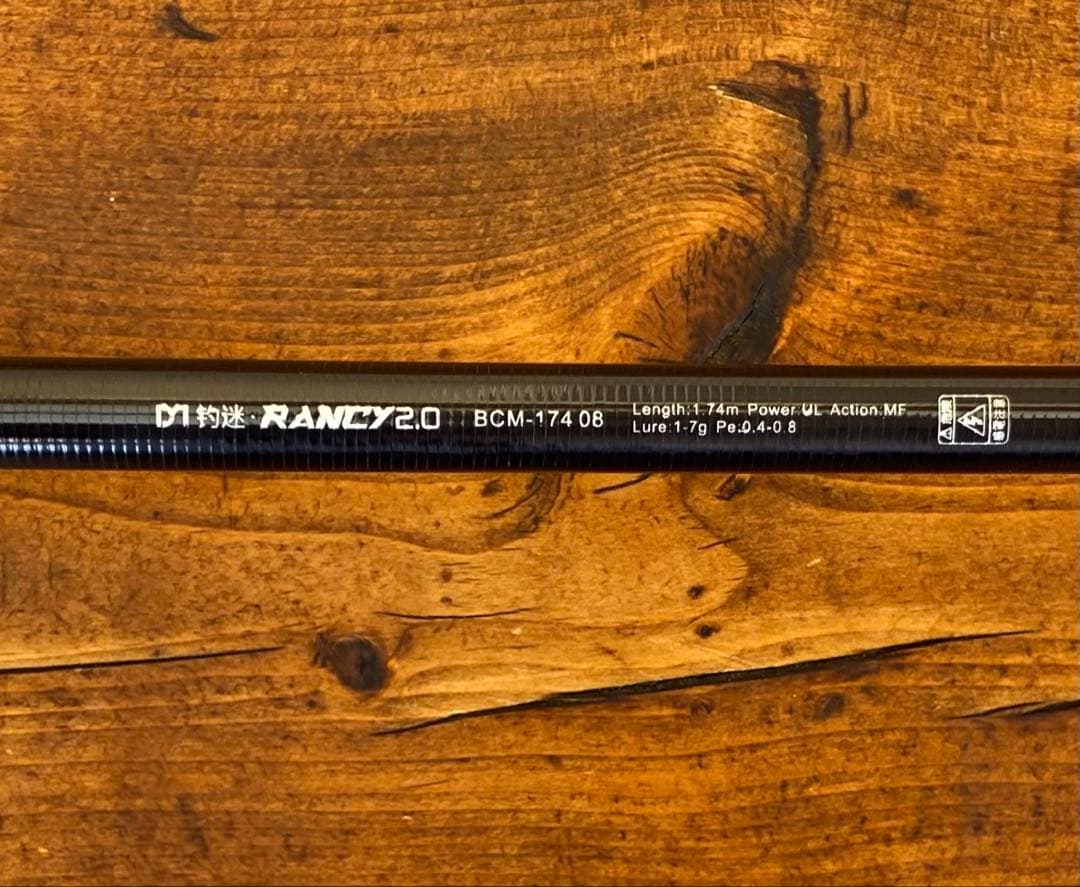 DM 钓迷·RANCY2.0 BCM-174 08
Length:1.74m Power UL Action:MF
Lure:1-7g Pe:0.4-0.8